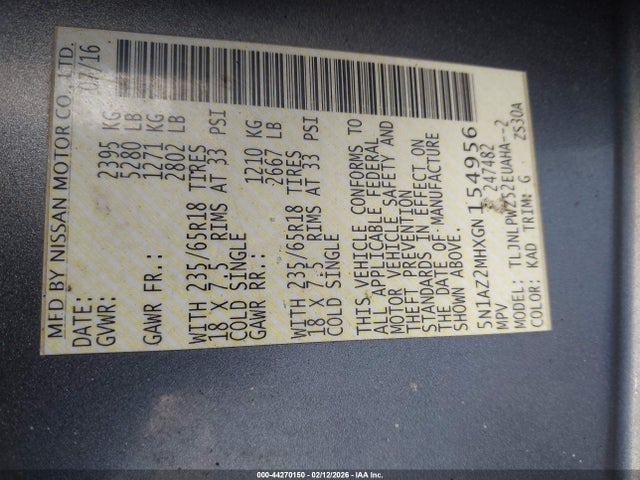 MFD BY NISSAN MOTOR CO., LTD.
DATE: 07/16
GVWR: 2395 KG
5280 LB
GAWR FR.: 1271 KG
2802 LB
WITH 235/65R18 TIRES
18 X 7.5 RIMS AT 33 PSI
COLD SINGLE
GAWR RR.: 1210 KG
2667 LB
WITH 235/65R18 TIRES
18 X 7.5 RIMS AT 33 PSI
COLD SINGLE
THIS VEHICLE CONFORMS TO
ALL APPLICABLE FEDERAL
MOTOR VEHICLE SAFETY AND
THEFT PREVENTION
STANDARDS IN EFFECT ON
THE DATE OF MANUFACTURE
SHOWN ABOVE.
5N1AZ2MHXGN154956
MPV 247482
MODEL: TLJNLPWZ52EUAHA--2
COLOR: KAD TRIM: G ZS30A
000-44270150 - 02/12/2026 - IAA Inc.